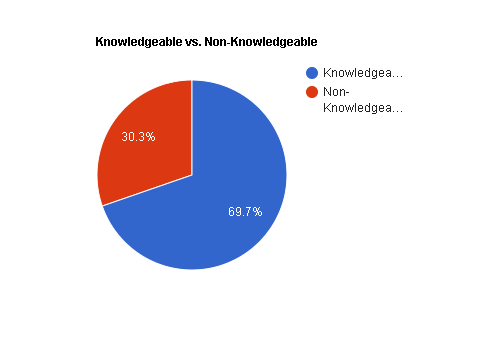 Knowledgeable vs. Non-Knowledgeable
Knowledgea...
Non-
Knowledgea...
30.3%
69.7%